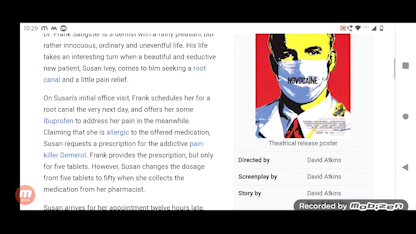 10:29
Dr. Frank Sangster is a dentist with a fairly pleasant but
rather innocuous, ordinary and uneventful life. His life
takes an interesting turn when a beautiful and seductive
new patient, Susan Ivey, comes to him seeking a root
canal and a little pain relief.
On Susan's initial office visit, Frank schedules her for a
root canal the very next day, and offers her some
Ibuprofen to address her pain in the meanwhile.
Claiming that she is allergic to the offered medication,
Susan requests a prescription for the addictive pain-
killer Demerol. Frank provides the prescription, but only
for five tablets. However, Susan changes the dosage
from five tablets to fifty when she collects the
medication from her pharmacist.
Susan arrives for her appointment twelve hours late,
NOVOCAINE
Theatrical release poster
Directed by David Atkins
Screenplay by David Atkins
Story by David Atkins
Recorded by Mobizen